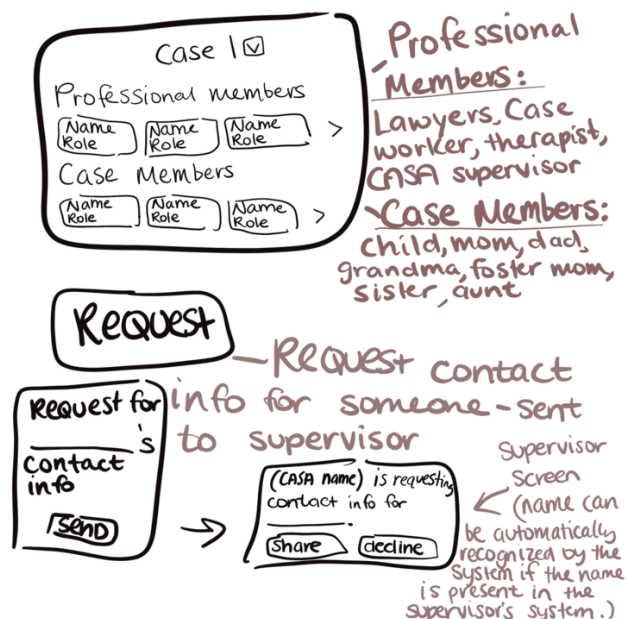 Case 1
Professional members
Name Role
Name Role
Name Role
>
Case Members
Name Role
Name Role
Name Role
>
Professional
Members:
Lawyers, Case
worker, therapist,
CASA supervisor
Case Members:
child, mom, dad,
grandma, foster mom,
sister, aunt
Request
-Request contact
info for someone - sent
to supervisor
Request for
________'s
contact
info
send
(CASA name) is requesting
contact info for
________.
share
decline
Supervisor
Screen
(name can
be automatically
recognized by the
system if the name
is present in the
supervisor's system.)